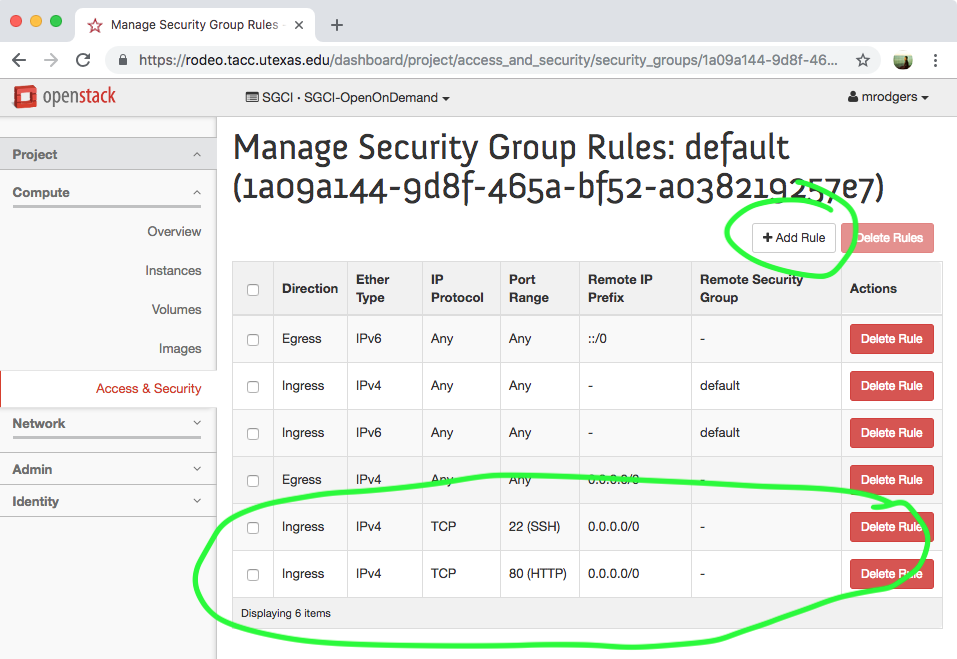 Manage Security Group Rules -
https://rodeo.tacc.utexas.edu/dashboard/project/access_and_security/security_groups/1a09a144-9d8f-46...
openstack SGCI · SGCI-OpenOnDemand mrodgers
Project
Compute
Overview
Instances
Volumes
Images
Access & Security
Network
Admin
Identity
Manage Security Group Rules: default
(1a09a144-9d8f-465a-bf52-a038219257e7)
+ Add Rule Delete Rules
Direction Ether Type IP Protocol Port Range Remote IP Prefix Remote Security Group Actions
Egress IPv6 Any Any ::/0 - Delete Rule
Ingress IPv4 Any Any - default Delete Rule
Ingress IPv6 Any Any - default Delete Rule
Egress IPv4 Any Any 0.0.0.0/0 - Delete Rule
Ingress IPv4 TCP 22 (SSH) 0.0.0.0/0 - Delete Rule
Ingress IPv4 TCP 80 (HTTP) 0.0.0.0/0 - Delete Rule
Displaying 6 items